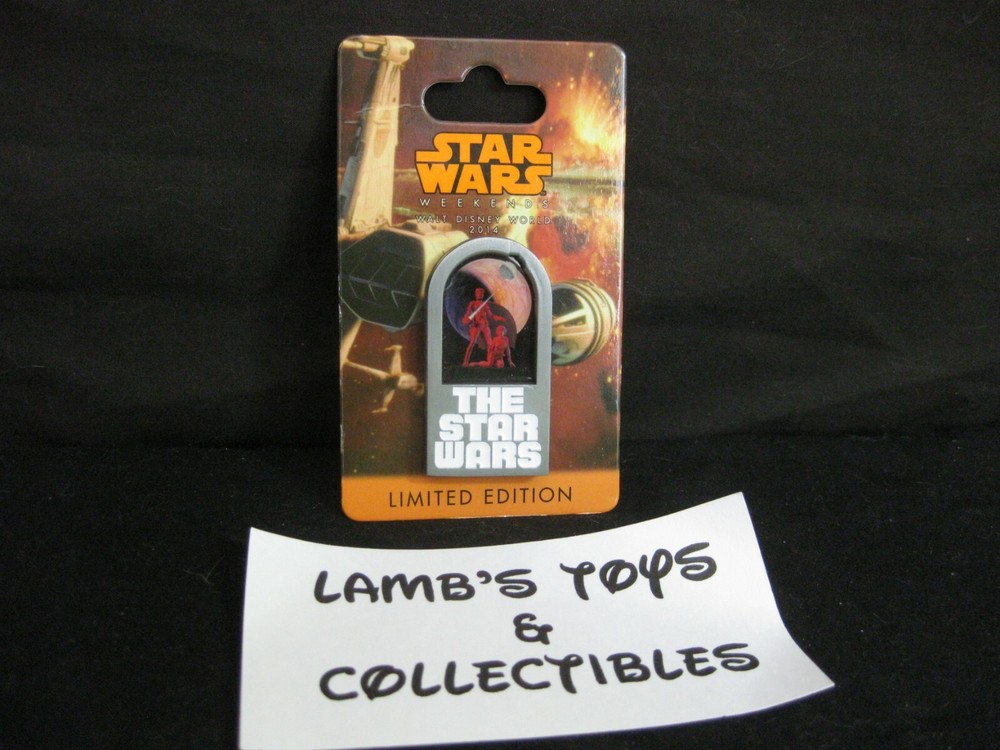 STAR
WARS
WEEKENDS
WALT DISNEY WORLD
2014
THE
STAR
WARS
LIMITED EDITION
LAMB'S TOYS
&
COLLECTIBLES